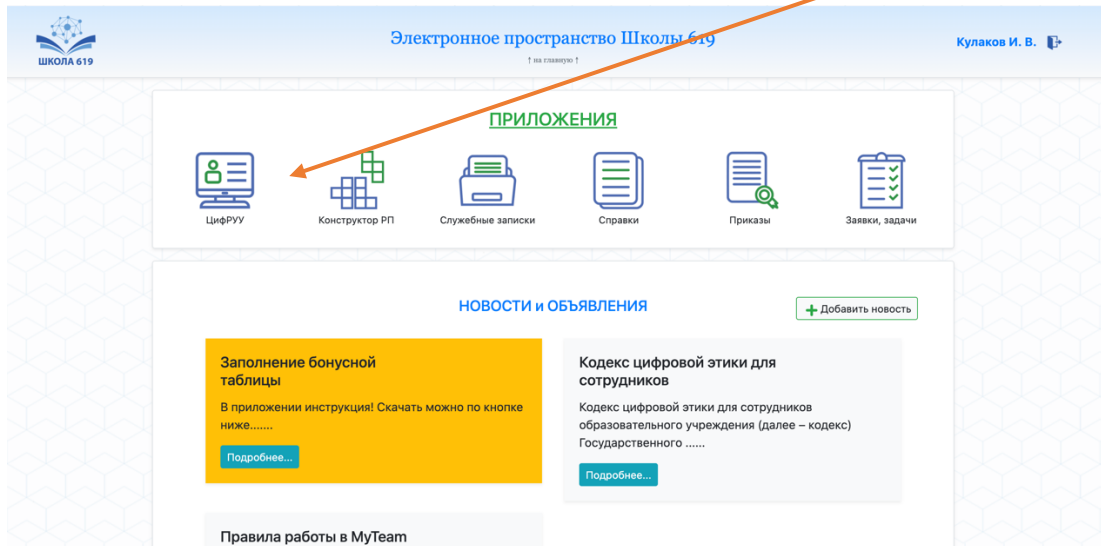 Электронное пространство Школы 619
↑ на главную ↑
Кулаков И. В.
ШКОЛА 619
ПРИЛОЖЕНИЯ
ЦифРУУ
Конструктор РП
Служебные записки
Справки
Приказы
Заявки, задачи
НОВОСТИ и ОБЪЯВЛЕНИЯ
Добавить новость
Заполнение бонусной
таблицы
В приложении инструкция! Скачать можно по кнопке
ниже.......
Подробнее...
Кодекс цифровой этики для
сотрудников
Кодекс цифровой этики для сотрудников
образовательного учреждения (далее – кодекс)
Государственного ......
Подробнее...
Правила работы в MyTeam